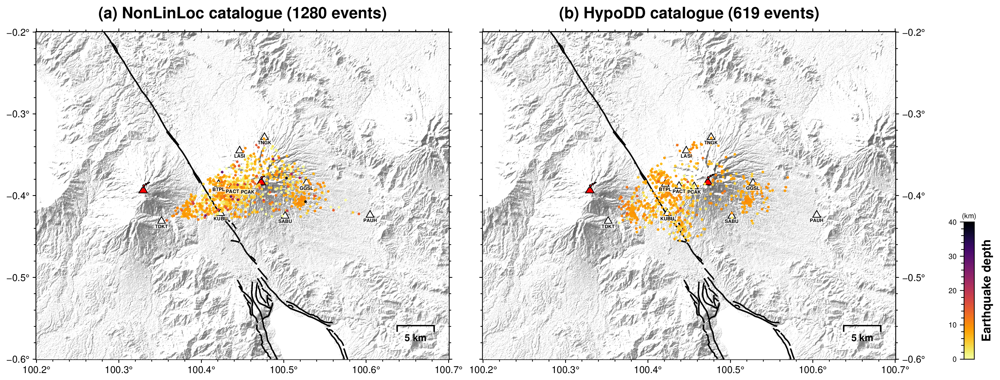 (a) NonLinLoc catalogue (1280 events)
(b) HypoDD catalogue (619 events)
−0.2°
−0.3°
−0.4°
−0.5°
−0.6°
100.2°
100.3°
100.4°
100.5°
100.6°
100.7°
TNGK
LASI
BTPL
PACT
PCAK
GGSL
KUBU
SABU
TDKT
PAUH
5 km
100.2°
100.3°
100.4°
100.5°
100.6°
100.7°
TNGK
LASI
BTPL
PACT
PCAK
GGSL
KUBU
SABU
TDKT
PAUH
5 km
−0.2°
−0.3°
−0.4°
−0.5°
−0.6°
(km)
40
30
20
10
0
Earthquake depth